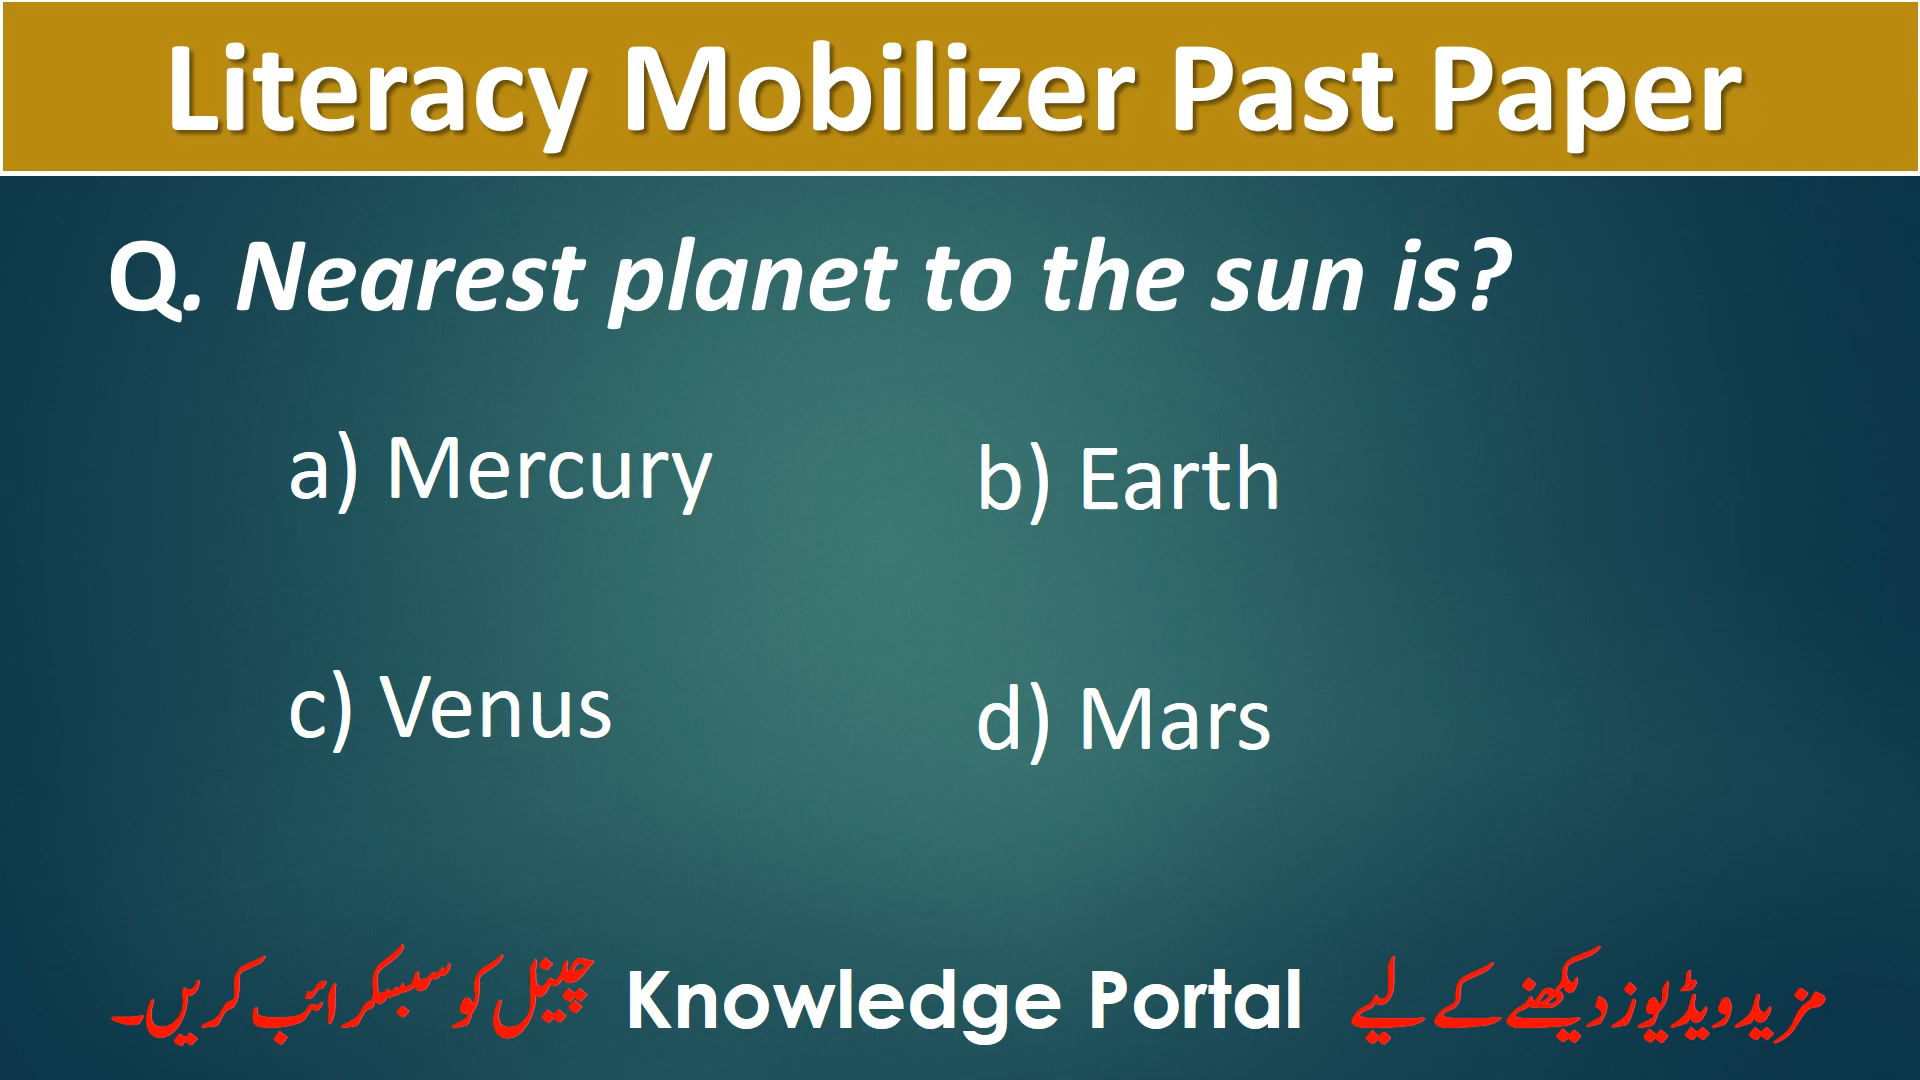 Literacy Mobilizer Past Paper
Q. Nearest planet to the sun is?
a) Mercury b) Earth
c) Venus d) Mars
مزید ویڈیوز دیکھنے کے لیے Knowledge Portal چینل کو سبسکرائب کریں۔